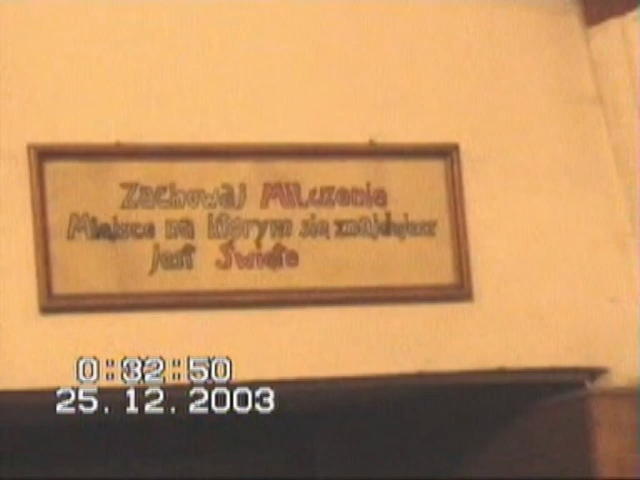 Zachowaj Milczenie
Miejsce na którym się znajdujesz
jest Święte
0:32:50
25.12.2003